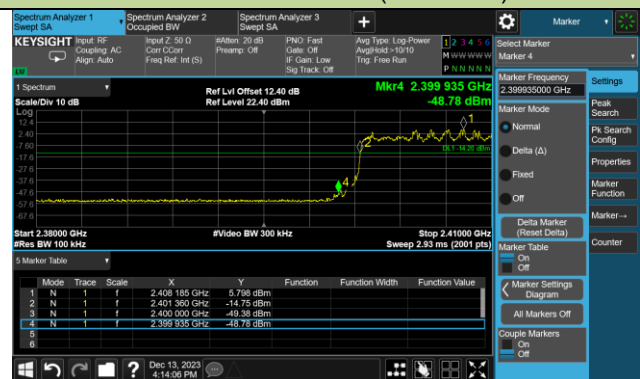 Spectrum Analyzer 1
Swept SA
Spectrum Analyzer 2
Occupied BW
Spectrum Analyzer 3
Swept SA
+
Marker
KEYSIGHT
Input: RF
Coupling: AC
Align: Auto
Input Z: 50 Ω
Corr CCorr
Freq Ref: Int (S)
#Atten: 20 dB
Preamp: Off
PNO: Fast
Gate: Off
IF Gain: Low
Sig Track: Off
Avg Type: Log-Power
Avg|Hold:>10/10
Trig: Free Run
1 2 3 4 5 6
M W W W W W
P N N N N N
LW
Select Marker
Marker 4
1 Spectrum
Scale/Div 10 dB
Log
Ref Lvl Offset 12.40 dB
Ref Level 22.40 dBm
Mkr4 2.399 935 GHz
-48.78 dBm
12.4
2.40
-7.60
-17.6
-27.6
-37.6
-47.6
-57.6
-67.6
1
2
4
DL1 -14.20 dBm
Start 2.38000 GHz
#Res BW 100 kHz
#Video BW 300 kHz
Stop 2.41000 GHz
Sweep 2.93 ms (2001 pts)
5 Marker Table
Mode Trace Scale X Y Function Function Width Function Value
1 N 1 f 2.408 185 GHz 5.798 dBm
2 N 1 f 2.401 360 GHz -14.75 dBm
3 N 1 f 2.400 000 GHz -49.38 dBm
4 N 1 f 2.399 935 GHz -48.78 dBm
5
6
Marker Frequency
2.399935000 GHz
Marker Mode
Normal
Delta (Δ)
Fixed
Off
Delta Marker
(Reset Delta)
Marker Table
On
Off
Marker Settings
Diagram
All Markers Off
Couple Markers
On
Off
Settings
Peak
Search
Pk Search
Config
Properties
Marker
Function
Marker→
Counter
?
Dec 13, 2023
4:14:06 PM